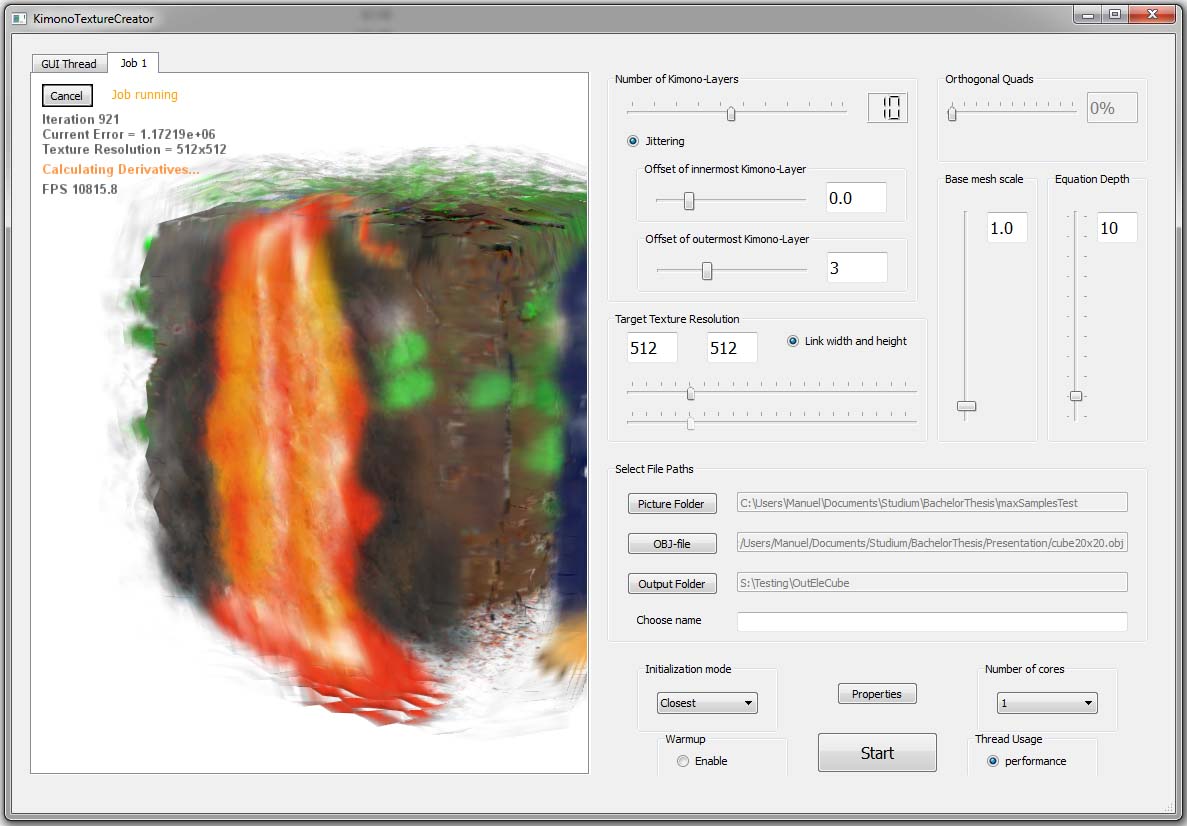 KimonoTextureCreator
GUI Thread
Job 1
Cancel
Job running
Iteration 921
Current Error = 1.17219e+06
Texture Resolution = 512x512
Calculating Derivatives...
FPS 10815.8
Number of Kimono-Layers
10
Jittering
Offset of innermost Kimono-Layer
0.0
Offset of outermost Kimono-Layer
3
Orthogonal Quads
0%
Base mesh scale
1.0
Equation Depth
10
Target Texture Resolution
512
512
Link width and height
Select File Paths
Picture Folder
C:\Users\Manuel\Documents\Studium\BachelorThesis\maxSamplesTest
OBJ-file
/Users/Manuel/Documents/Studium/BachelorThesis/Presentation/cube20x20.obj
Output Folder
S:\Testing\OutEleCube
Choose name
Initialization mode
Closest
Warmup
Enable
Properties
Start
Number of cores
1
Thread Usage
performance